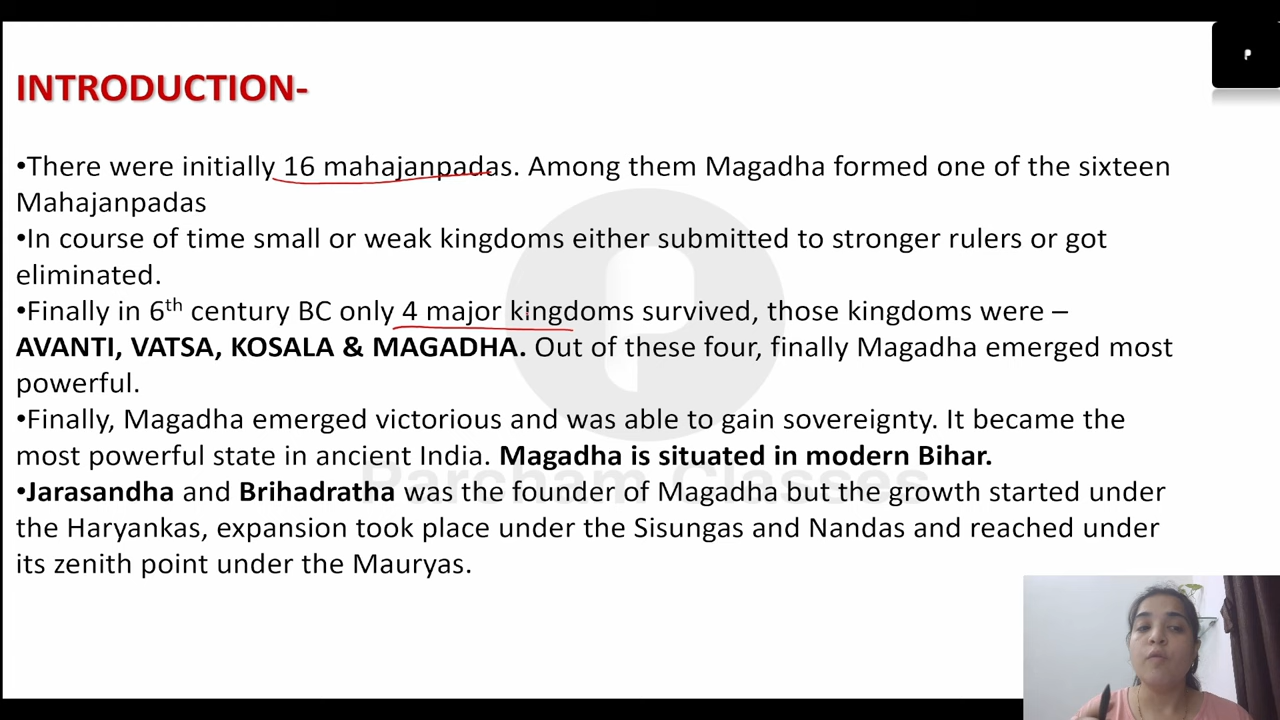 INTRODUCTION-
•There were initially 16 mahajanpadas. Among them Magadha formed one of the sixteen
Mahajanpadas
•In course of time small or weak kingdoms either submitted to stronger rulers or got
eliminated.
•Finally in 6th century BC only 4 major kingdoms survived, those kingdoms were –
AVANTI, VATSA, KOSALA & MAGADHA. Out of these four, finally Magadha emerged most
powerful.
•Finally, Magadha emerged victorious and was able to gain sovereignty. It became the
most powerful state in ancient India. Magadha is situated in modern Bihar.
•Jarasandha and Brihadratha was the founder of Magadha but the growth started under
the Haryankas, expansion took place under the Sisungas and Nandas and reached under
its zenith point under the Mauryas.
Parcham Classes